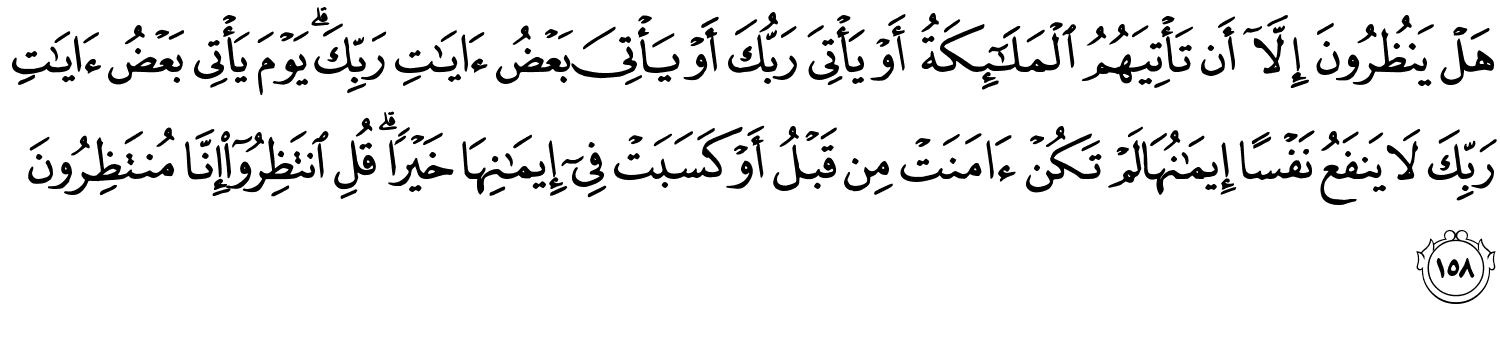 هَلْ يَنظُرُونَ إِلَّآ أَن تَأْتِيَهُمُ ٱلْمَلَـٰٓئِكَةُ أَوْ يَأْتِىَ رَبُّكَ أَوْ يَأْتِىَ بَعْضُ ءَايَـٰتِ رَبِّكَ ۗ يَوْمَ يَأْتِى بَعْضُ ءَايَـٰتِ
رَبِّكَ لَا يَنفَعُ نَفْسًا إِيمَـٰنُهَا لَمْ تَكُنْ ءَامَنَتْ مِن قَبْلُ أَوْ كَسَبَتْ فِىٓ إِيمَـٰنِهَا خَيْرًا ۗ قُلِ ٱنتَظِرُوٓا۟ إِنَّا مُنتَظِرُونَ
١٥٨